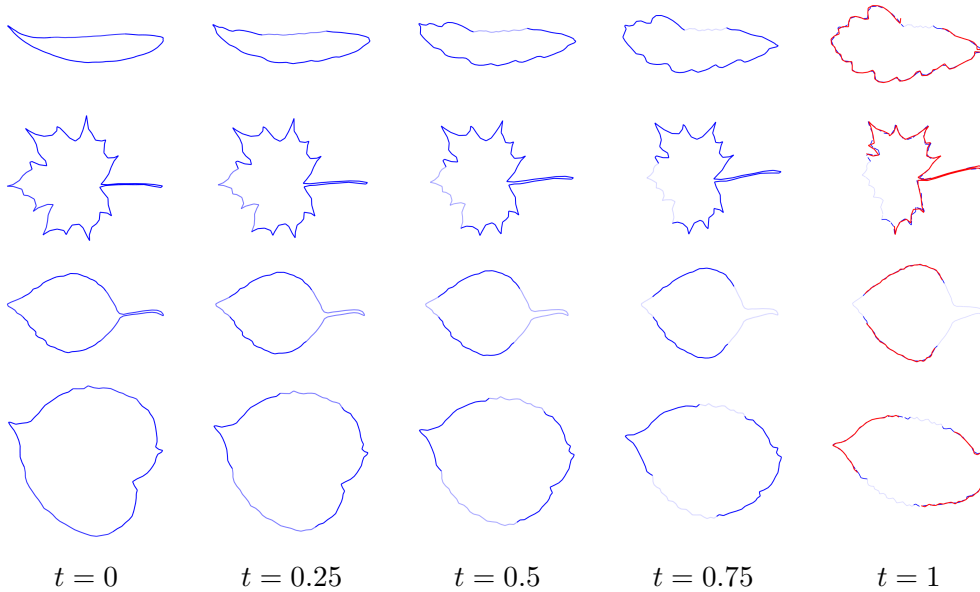 t = 0 t = 0.25 t = 0.5 t = 0.75 t = 1